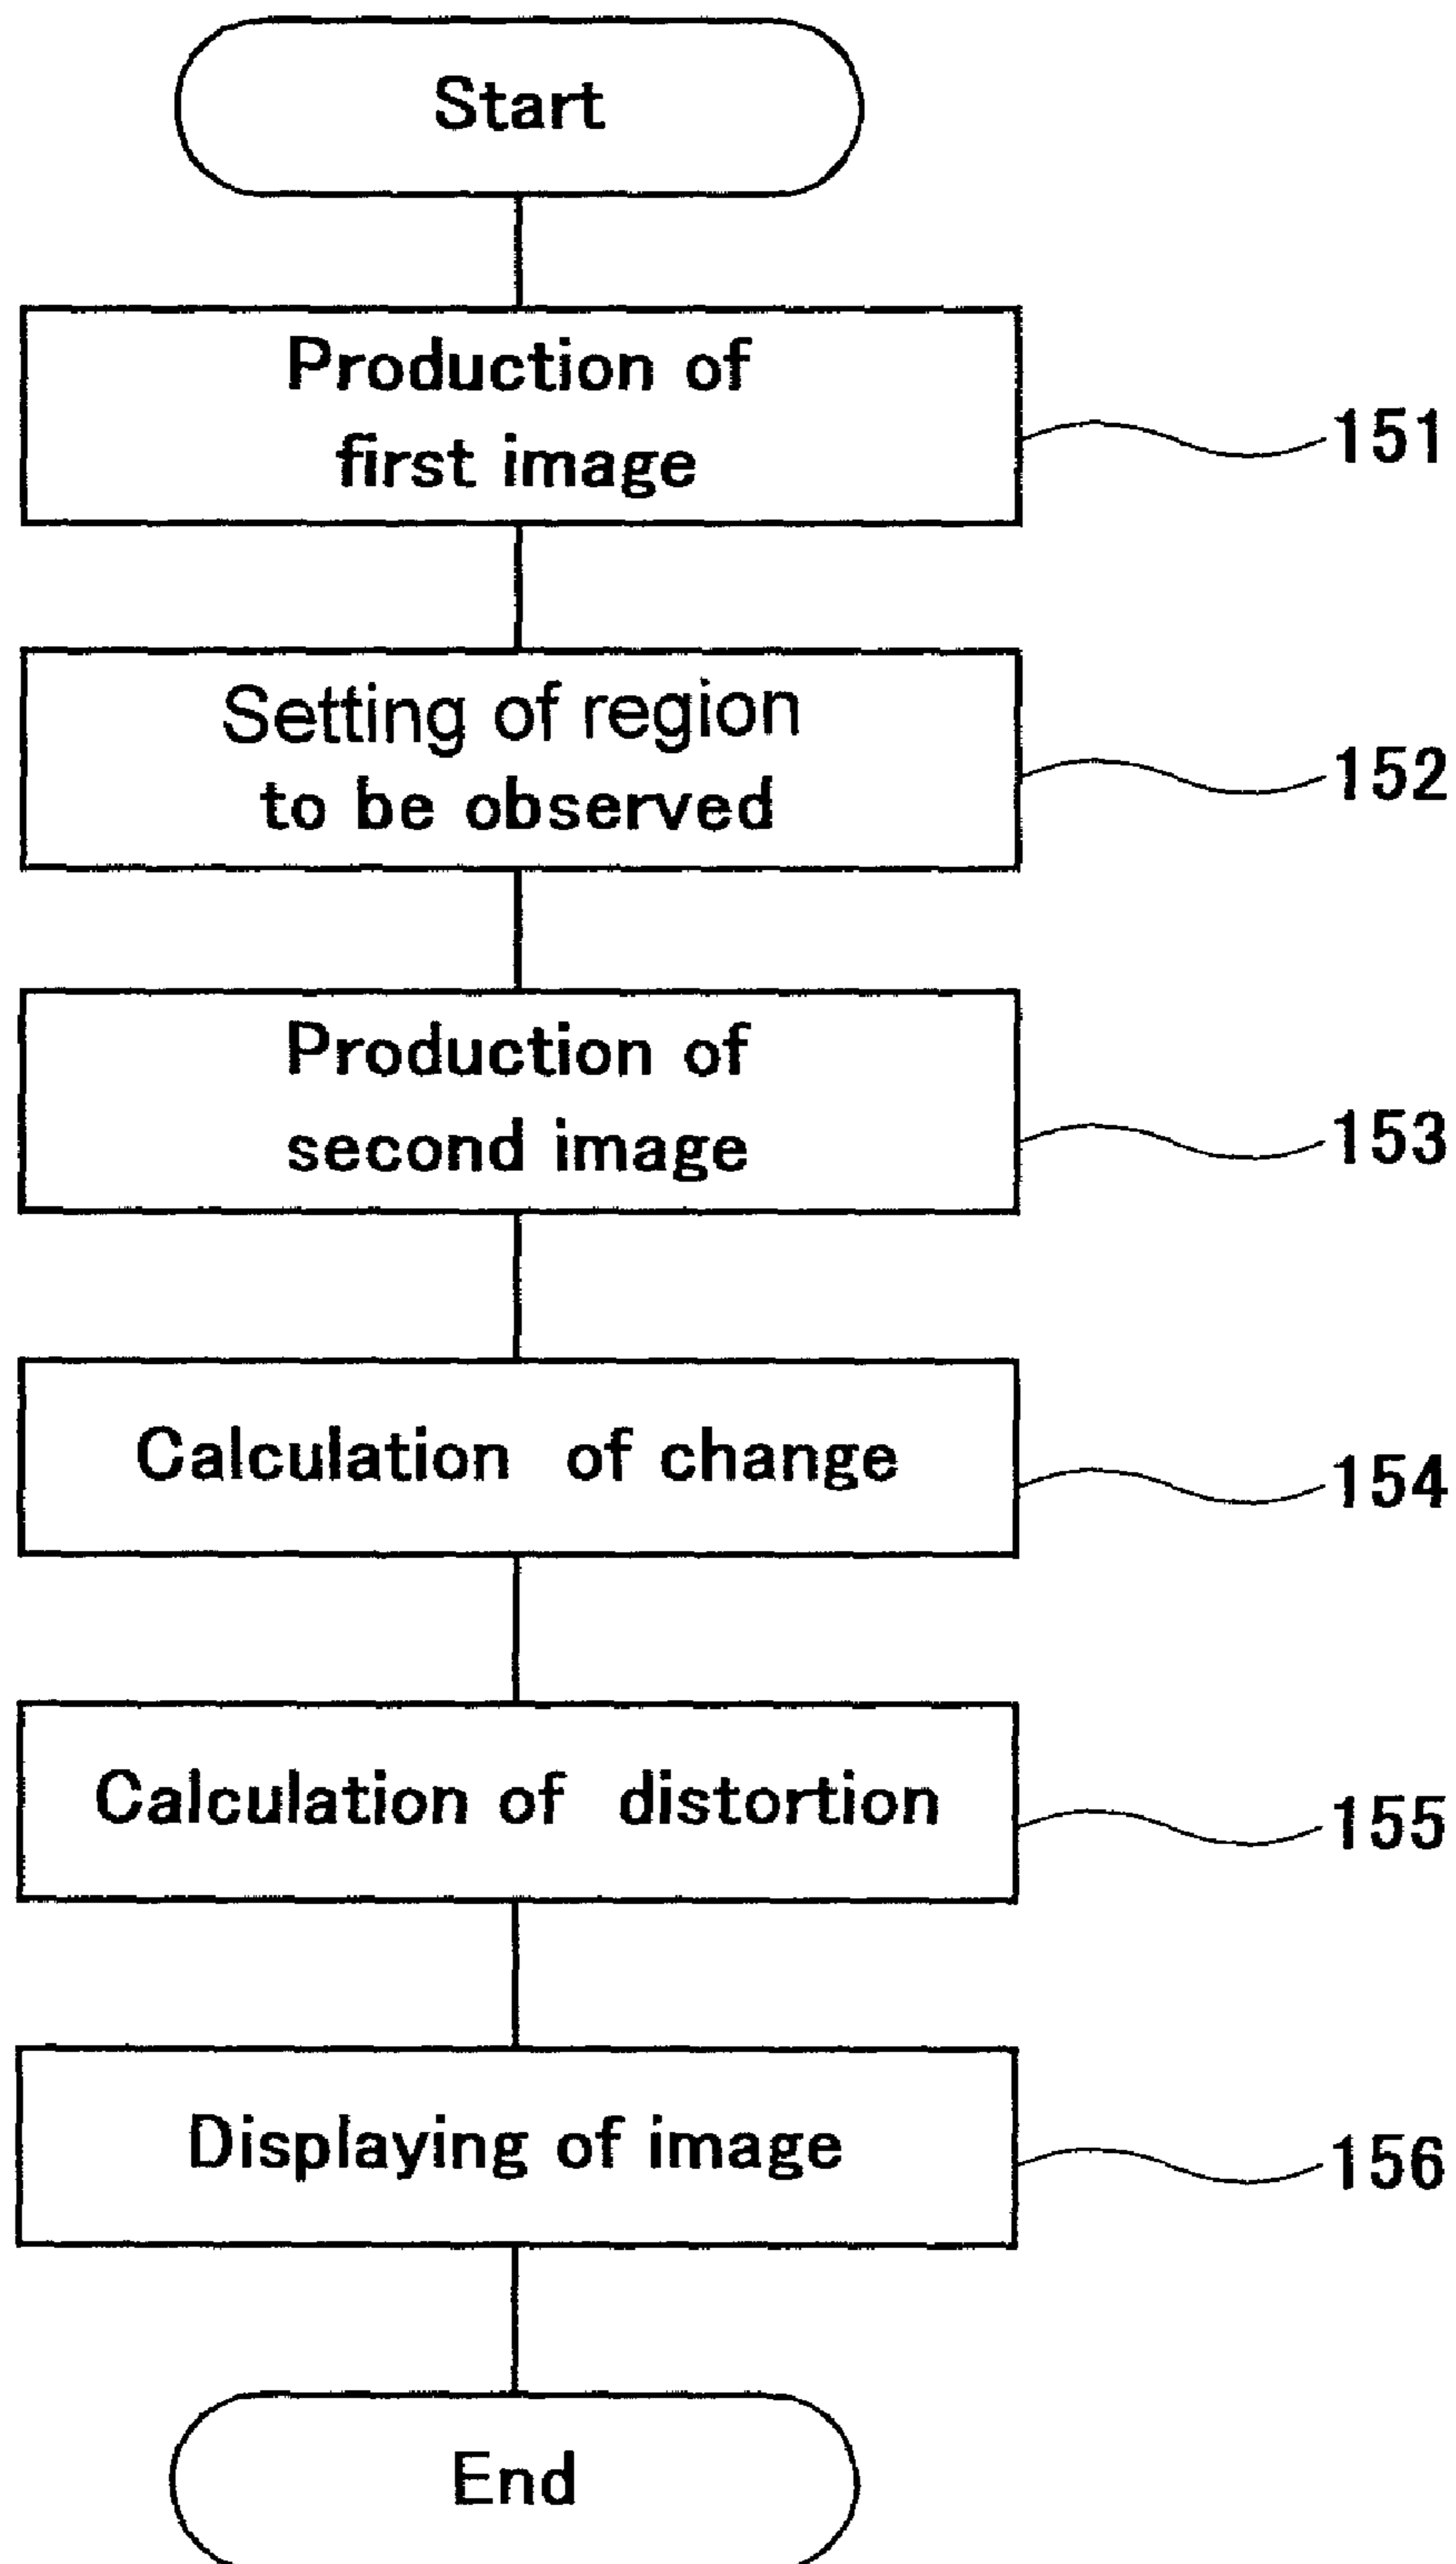 Start
Production of
first image
151
Setting of region
to be observed
152
Production of
second image
153
Calculation of change
154
Calculation of distortion
155
Displaying of image
156
End